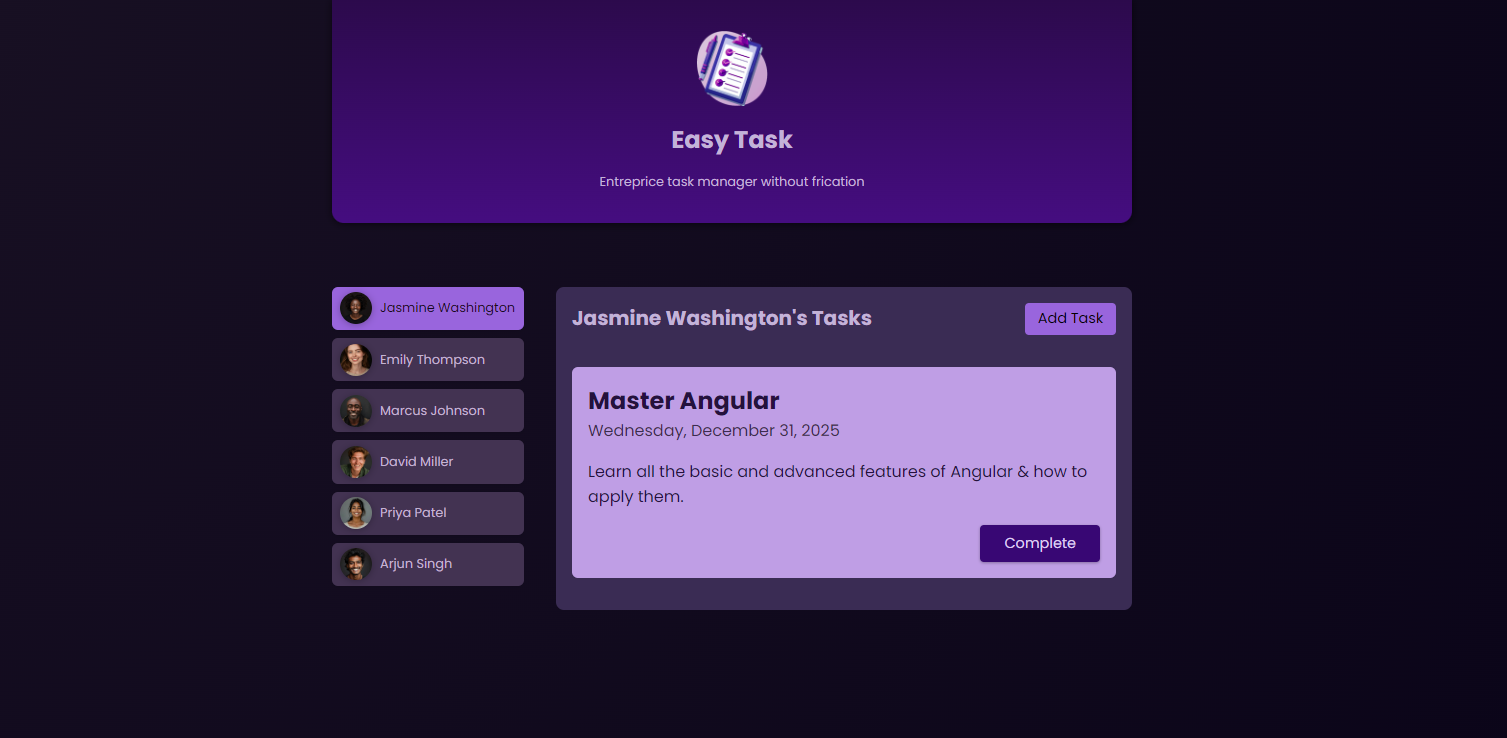 Easy Task
Entreprice task manager without frication
Jasmine Washington
Emily Thompson
Marcus Johnson
David Miller
Priya Patel
Arjun Singh
Jasmine Washington's Tasks
Add Task
Master Angular
Wednesday, December 31, 2025
Learn all the basic and advanced features of Angular & how to
apply them.
Complete